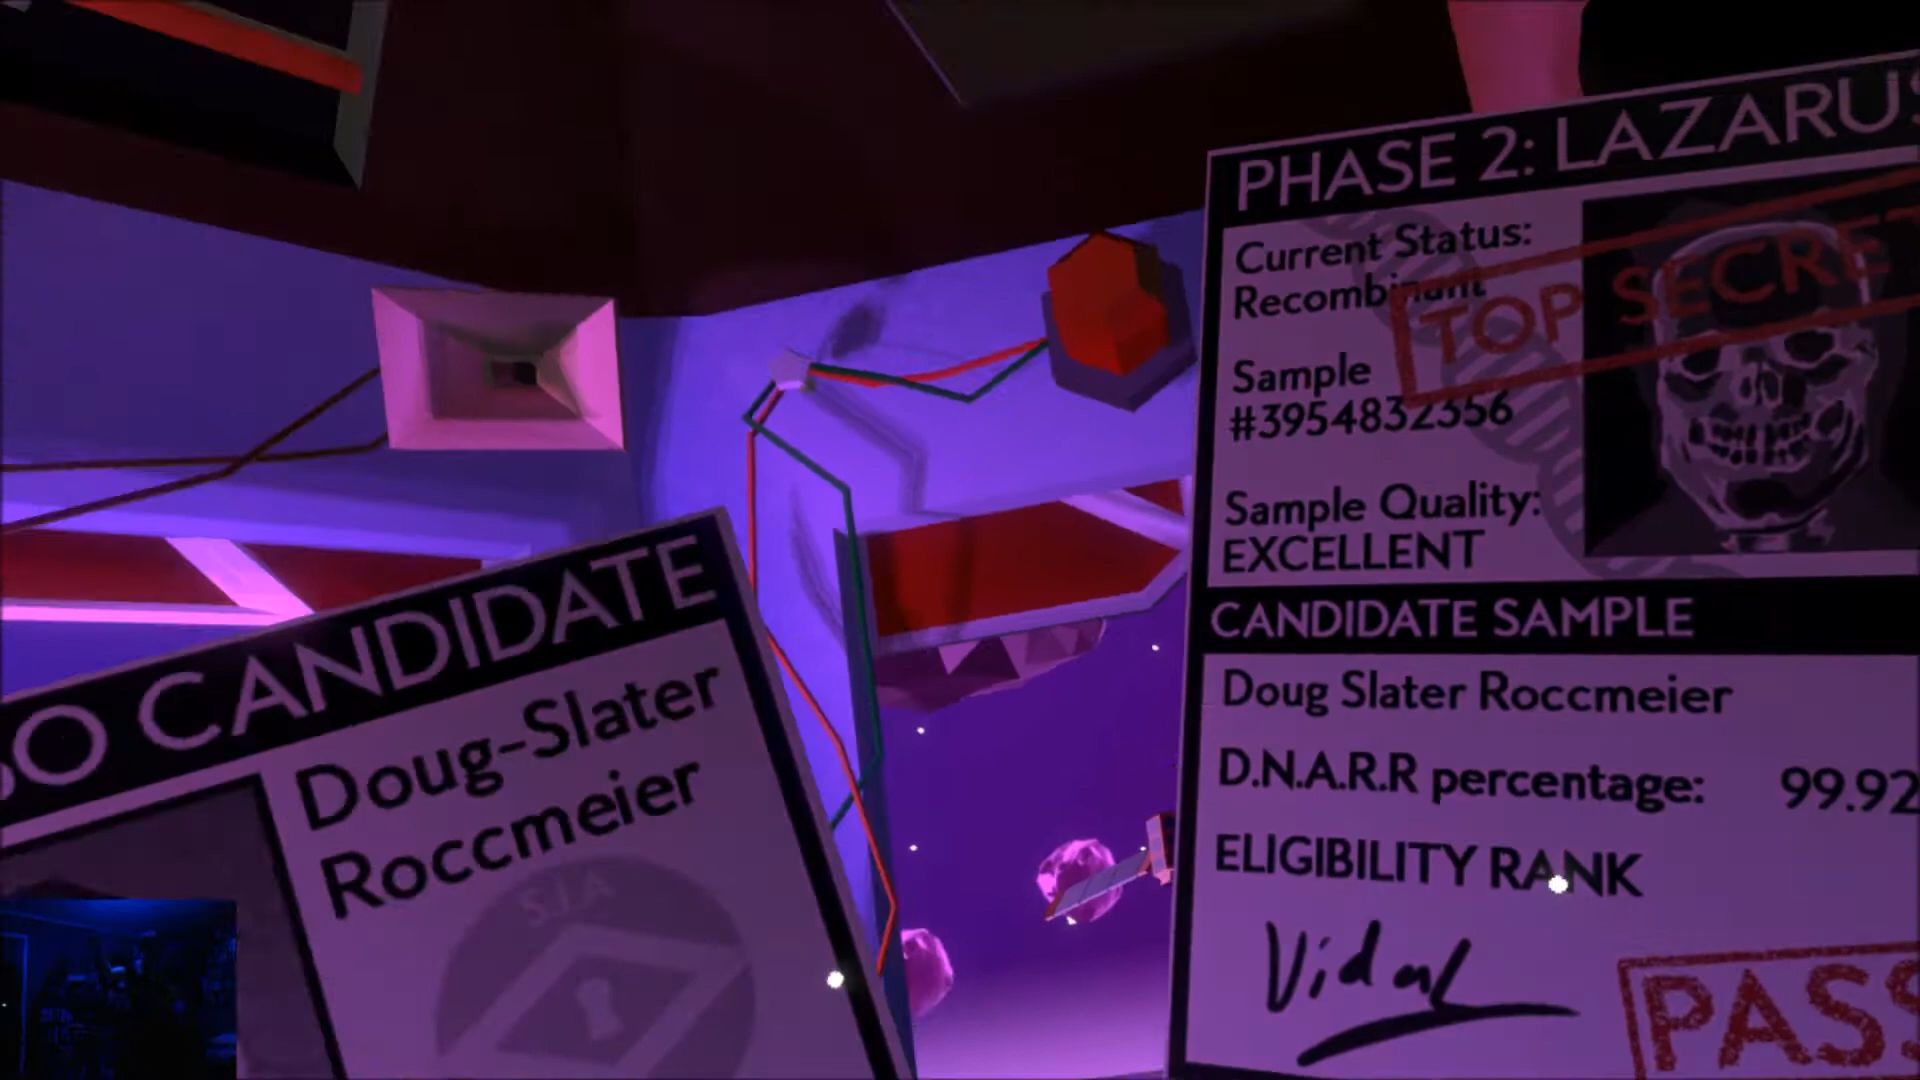 O CANDIDATE
Doug-Slater
Roccmeier
SIA
PHASE 2: LAZARUS
Current Status:
Recombinant
TOP SECRET
Sample
#3954832356
Sample Quality:
EXCELLENT
CANDIDATE SAMPLE
Doug Slater Roccmeier
D.N.A.R.R percentage: 99.92
ELIGIBILITY RANK
Vidal
PASS